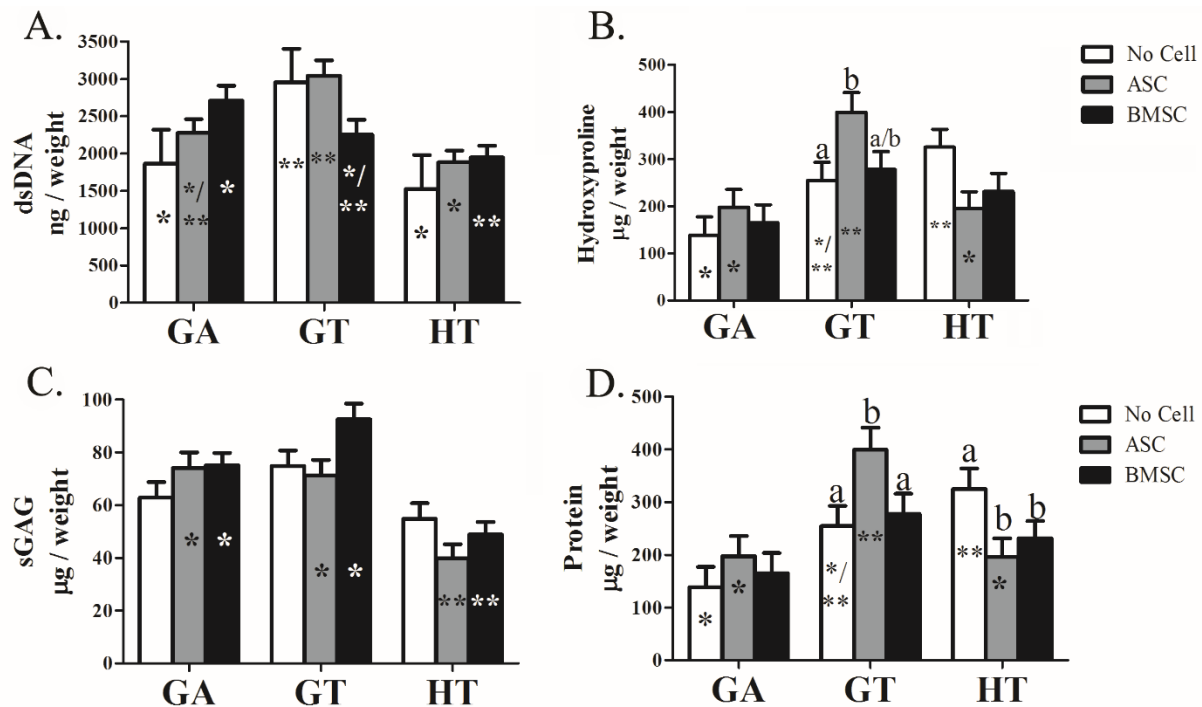 A.
dsDNA
ng / weight
3500
3000
2500
2000
1500
1000
500
0
*
*/
**
*
**
**
*/
**
*
*
**
GA GT HT
B.
Hydroxyproline
µg / weight
500
400
300
200
100
0
a
b
a/b
*
*
*/
**
**
**
*
GA GT HT
No Cell
ASC
BMSC
C.
sGAG
µg / weight
100
80
60
40
20
0
*
*
*
*
**
**
GA GT HT
D.
Protein
µg / weight
500
400
300
200
100
0
a
b
a
a
b
b
*
*
*/
**
**
**
*
GA GT HT
No Cell
ASC
BMSC